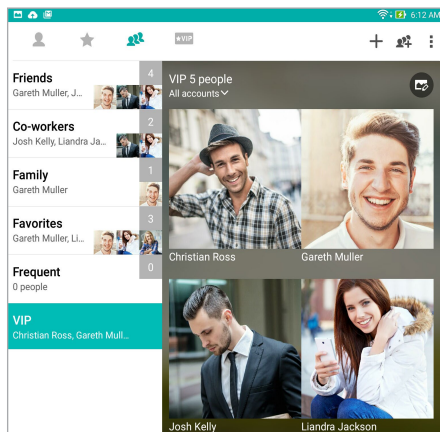 6:12 AM
VIP
Friends
4
Gareth Muller, J...
Co-workers
2
Josh Kelly, Liandra Ja...
Family
1
Gareth Muller
Favorites
3
Gareth Muller, Li...
Frequent
0
0 people
VIP
Christian Ross, Gareth Mull...
VIP 5 people
All accounts
Christian Ross
Gareth Muller
Josh Kelly
Liandra Jackson